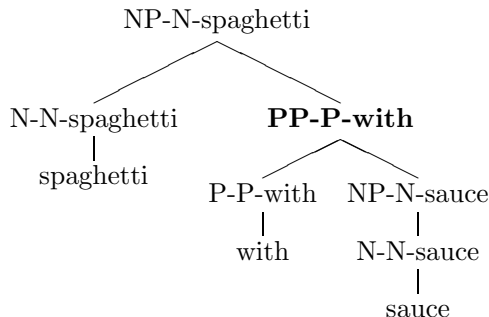 NP-N-spaghetti
N-N-spaghetti PP-P-with
spaghetti
P-P-with NP-N-sauce
with N-N-sauce
sauce